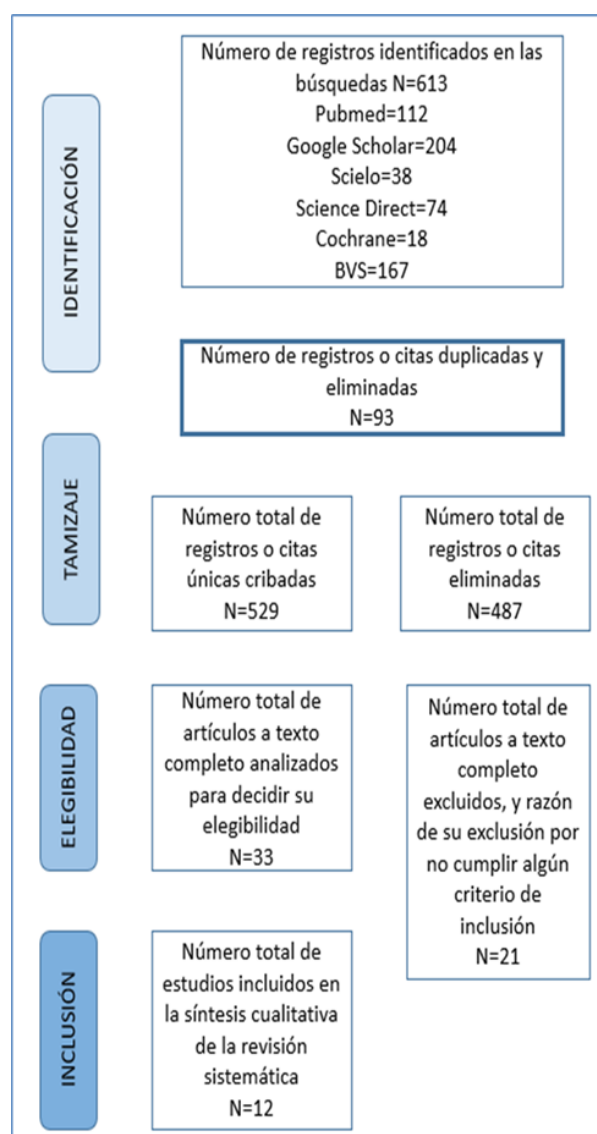 IDENTIFICACIÓN
Número de registros identificados en las
búsquedas N=613
Pubmed=112
Google Scholar=204
Scielo=38
Science Direct=74
Cochrane=18
BVS=167
Número de registros o citas duplicadas y
eliminadas
N=93
TAMIZAJE
Número total de
registros o citas
únicas cribadas
N=529
Número total de
registros o citas
eliminadas
N=487
ELEGIBILIDAD
Número total de
artículos a texto
completo analizados
para decidir su
elegibilidad
N=33
Número total de
artículos a texto
completo
excluidos, y razón
de su exclusión por
no cumplir algún
criterio de
inclusión
N=21
INCLUSIÓN
Número total de
estudios incluidos en
la síntesis cualitativa
de la revisión
sistemática
N=12